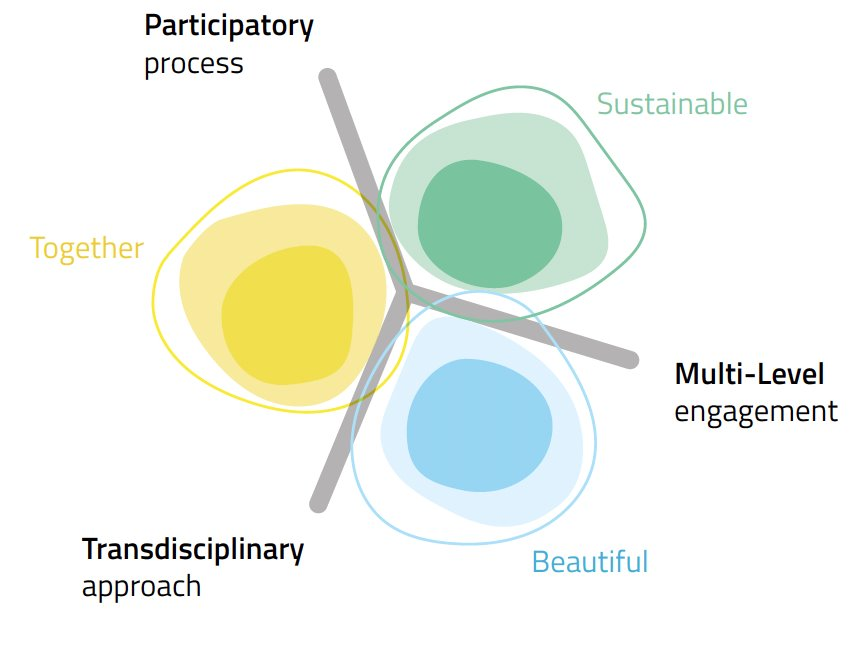 Participatory
process
Sustainable
Together
Multi-Level
engagement
Transdisciplinary
approach
Beautiful